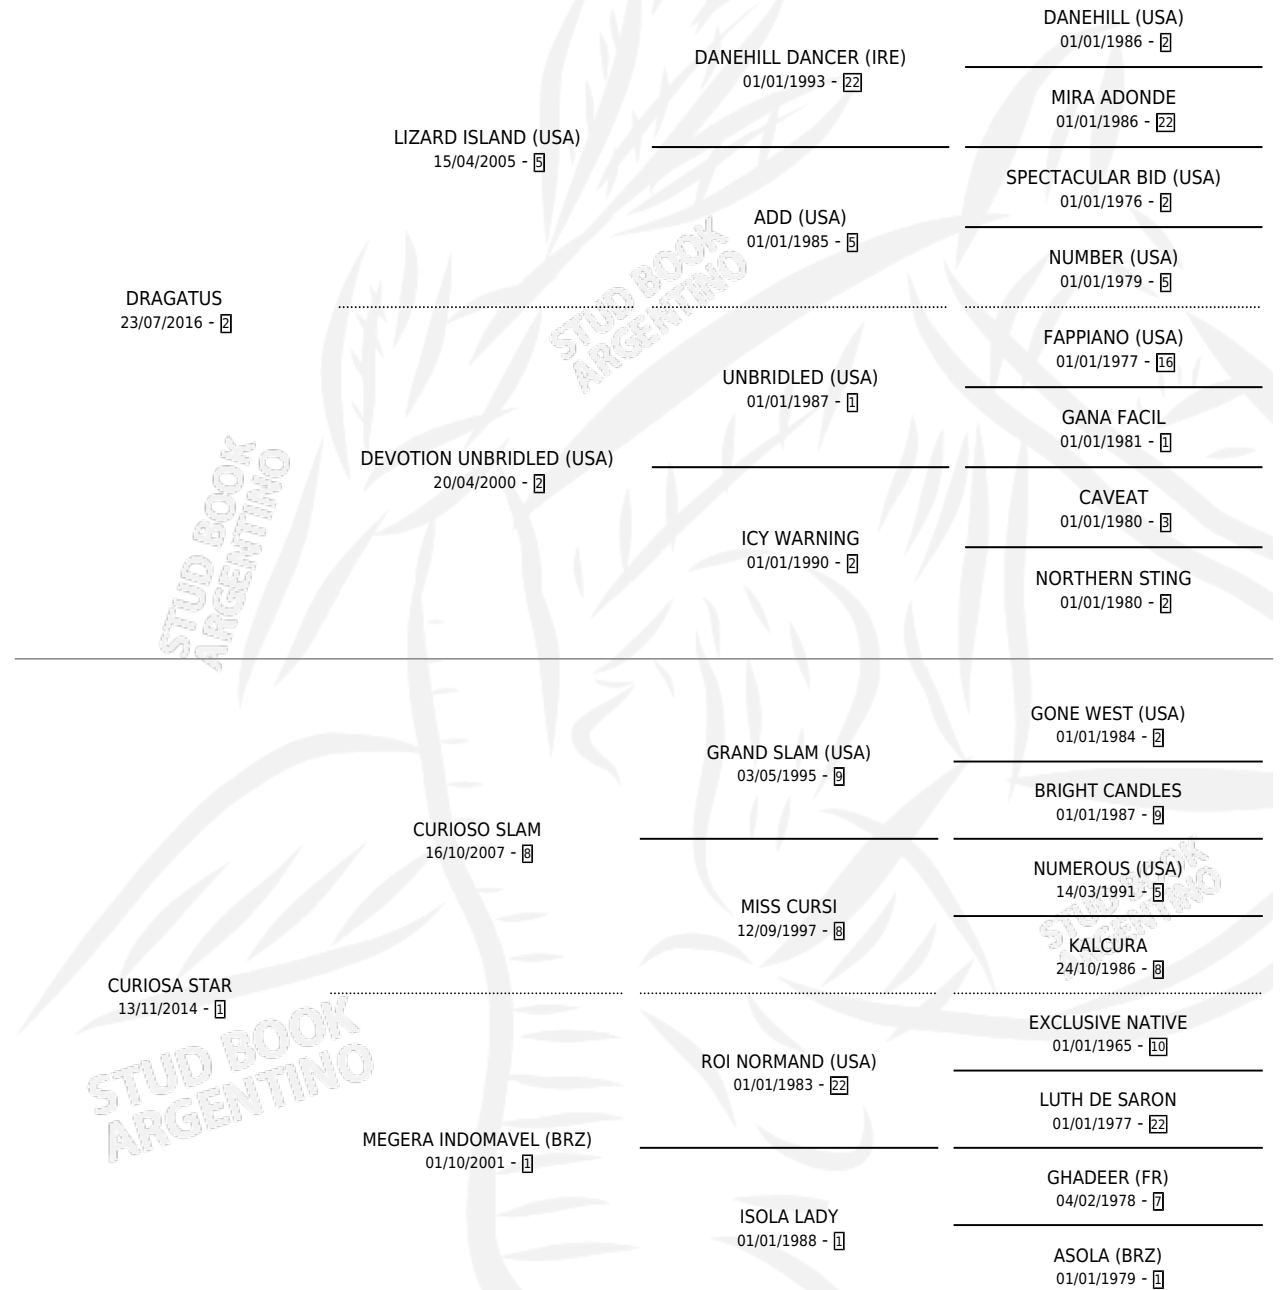 DANEHILL (USA)
01/01/1986 - 2
DANEHILL DANCER (IRE)
01/01/1993 - 22
MIRA ADONDE
01/01/1986 - 22
LIZARD ISLAND (USA)
15/04/2005 - 5
SPECTACULAR BID (USA)
01/01/1976 - 2
ADD (USA)
01/01/1985 - 5
NUMBER (USA)
01/01/1979 - 5
DRAGATUS
23/07/2016 - 2
FAPPIANO (USA)
01/01/1977 - 16
UNBRIDLED (USA)
01/01/1987 - 1
GANA FACIL
01/01/1981 - 1
DEVOTION UNBRIDLED (USA)
20/04/2000 - 2
CAVEAT
01/01/1980 - 3
ICY WARNING
01/01/1990 - 2
NORTHERN STING
01/01/1980 - 2
GONE WEST (USA)
01/01/1984 - 2
GRAND SLAM (USA)
03/05/1995 - 9
BRIGHT CANDLES
01/01/1987 - 9
CURIOSO SLAM
16/10/2007 - 8
NUMEROUS (USA)
14/03/1991 - 5
MISS CURSI
12/09/1997 - 8
KALCURA
24/10/1986 - 8
CURIOSA STAR
13/11/2014 - 1
EXCLUSIVE NATIVE
01/01/1965 - 10
ROI NORMAND (USA)
01/01/1983 - 22
LUTH DE SARON
01/01/1977 - 22
MEGERA INDOMAVEL (BRZ)
01/10/2001 - 1
GHADEER (FR)
04/02/1978 - 7
ISOLA LADY
01/01/1988 - 1
ASOLA (BRZ)
01/01/1979 - 1
STUD BOOK
ARGENTINO
STUD BOOK
ARGENTINO
STUD BOOK
ARGENTINO
STUD BOOK
ARGENTINO